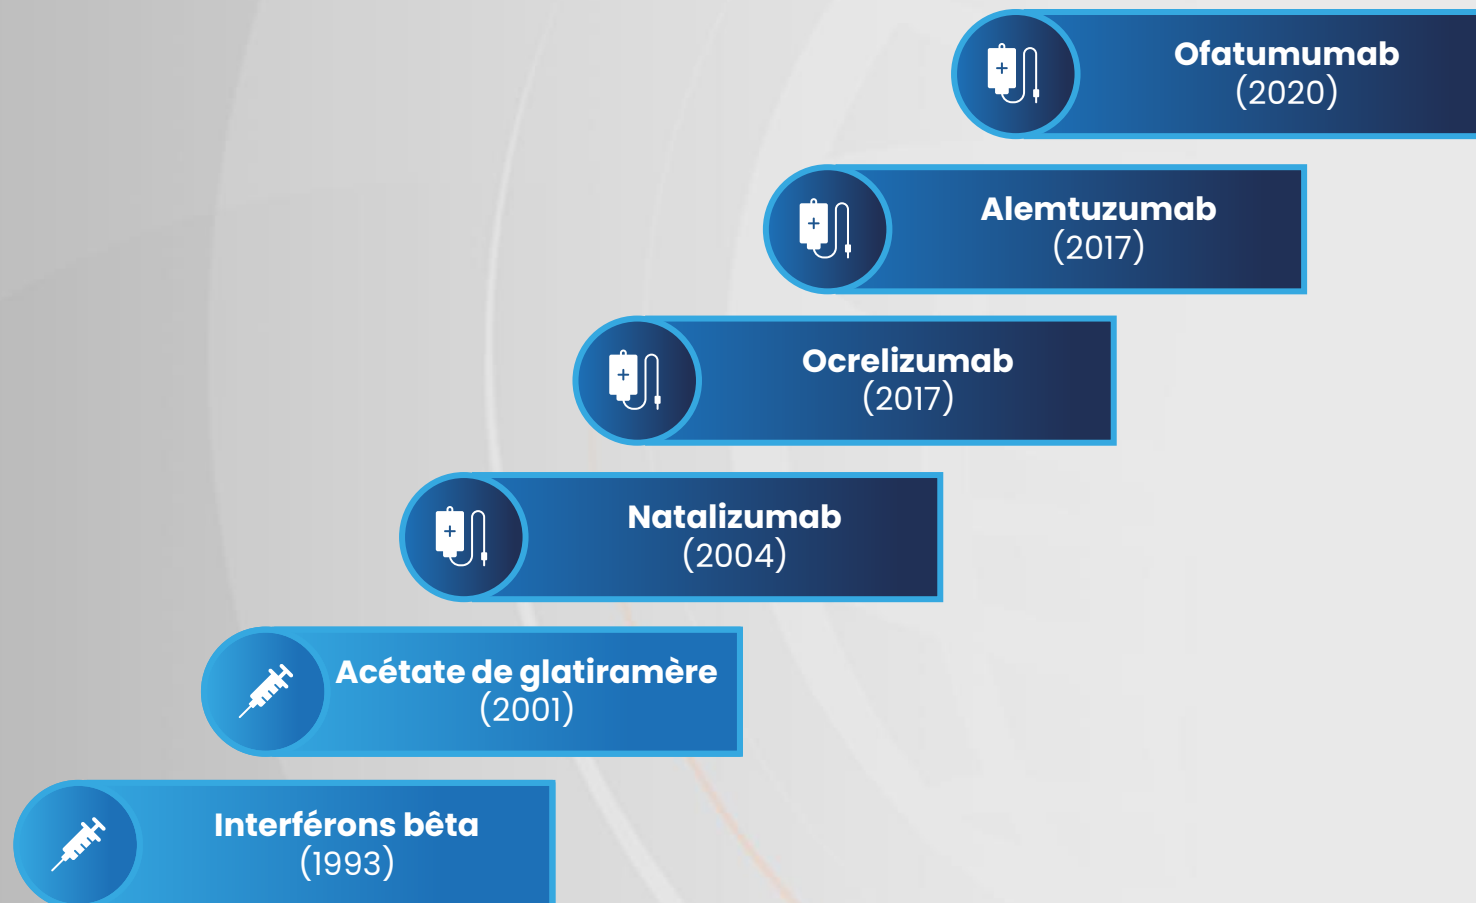 Ofatumumab
(2020)
Alemtuzumab
(2017)
Ocrelizumab
(2017)
Natalizumab
(2004)
Acétate de glatiramère
(2001)
Interférons bêta
(1993)